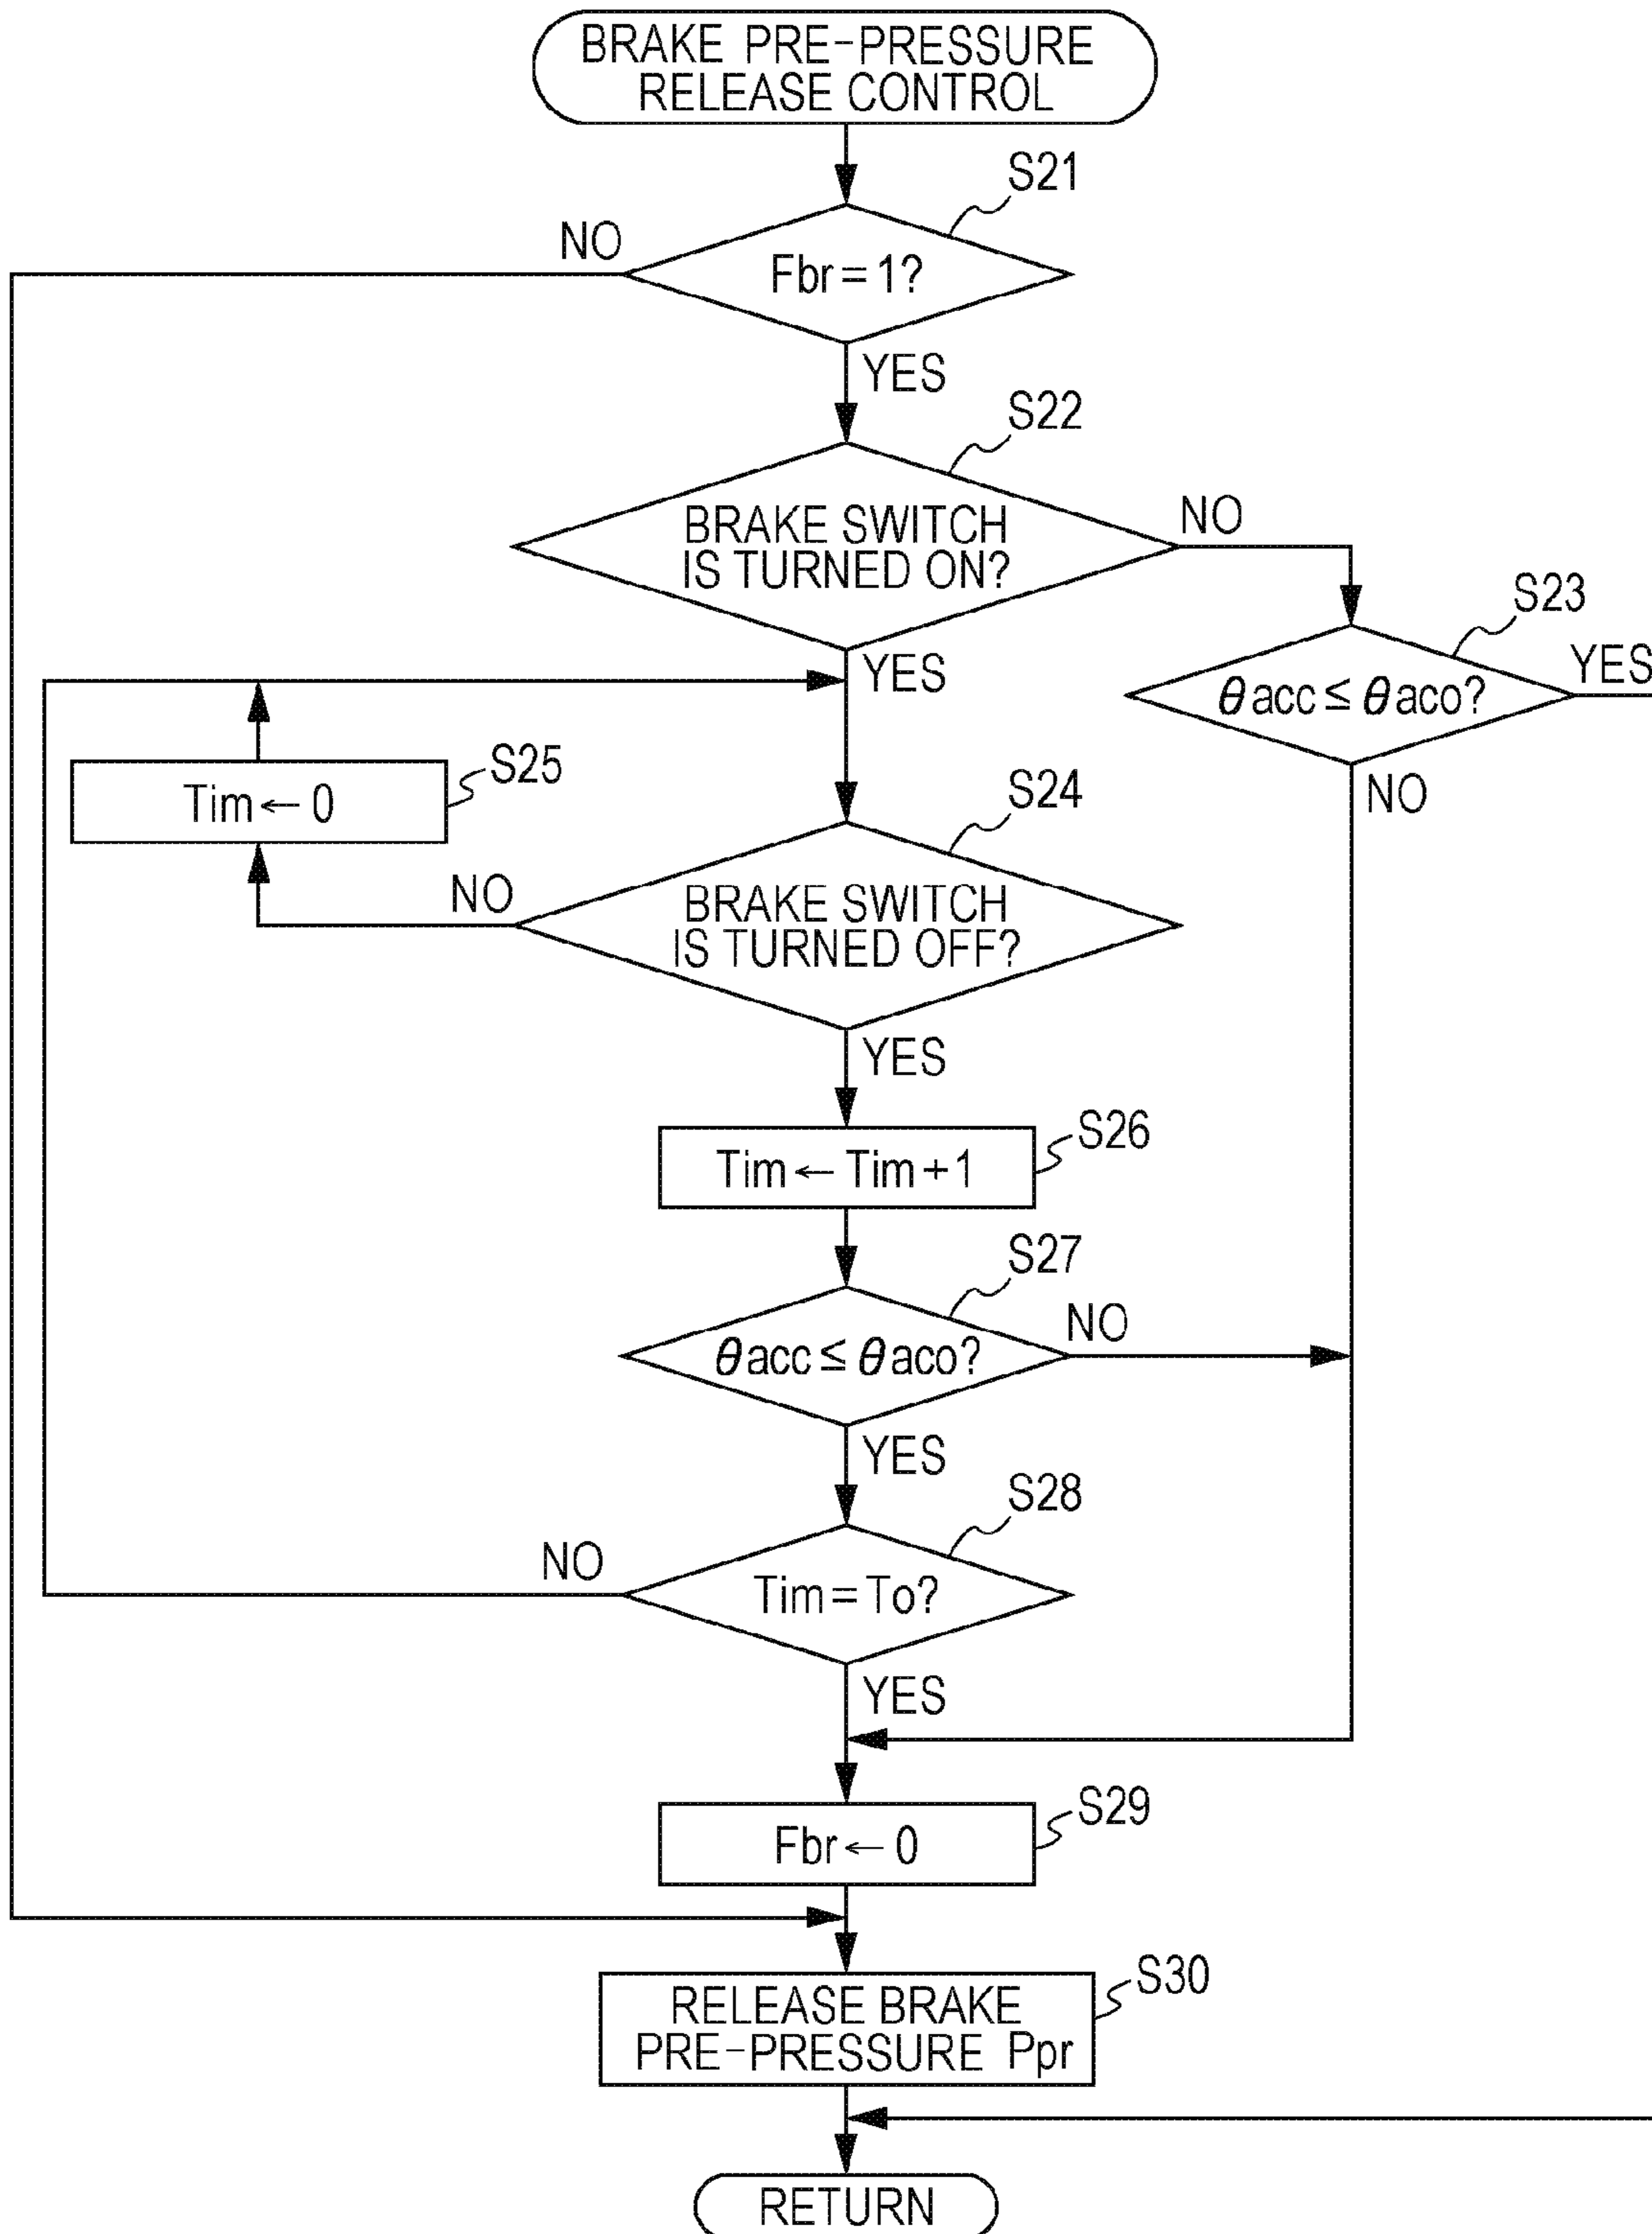 BRAKE PRE-PRESSURE
RELEASE CONTROL
S21
NO
Fbr = 1?
YES
S22
BRAKE SWITCH
IS TURNED ON?
NO
S23
YES
YES
θacc ≤ θaco?
S25
Tim ← 0
S24
NO
NO
BRAKE SWITCH
IS TURNED OFF?
YES
S26
Tim ← Tim + 1
S27
NO
θacc ≤ θaco?
YES
S28
NO
Tim = To?
YES
S29
Fbr ← 0
S30
RELEASE BRAKE
PRE-PRESSURE Ppr
RETURN